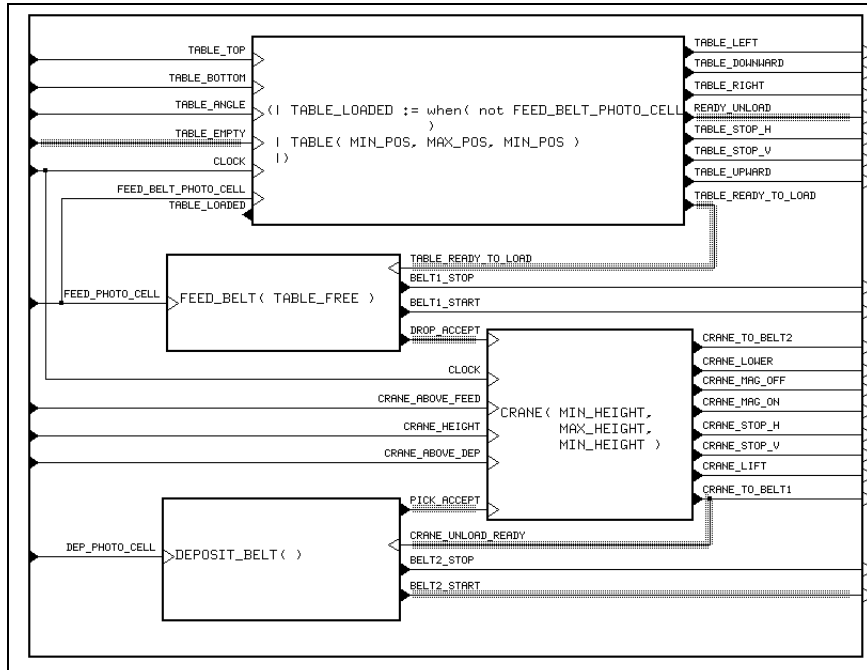 TABLE_TOP
TABLE_BOTTOM
TABLE_ANGLE
TABLE_EMPTY
CLOCK
FEED_BELT_PHOTO_CELL
TABLE_LOADED
(| TABLE_LOADED := when( not FEED_BELT_PHOTO_CELL
)
| TABLE( MIN_POS, MAX_POS, MIN_POS )
|)
TABLE_LEFT
TABLE_DOWNWARD
TABLE_RIGHT
READY_UNLOAD
TABLE_STOP_H
TABLE_STOP_V
TABLE_UPWARD
TABLE_READY_TO_LOAD
FEED_PHOTO_CELL
FEED_BELT( TABLE_FREE )
TABLE_READY_TO_LOAD
BELT1_STOP
BELT1_START
DROP_ACCEPT
CLOCK
CRANE_ABOVE_FEED
CRANE_HEIGHT
CRANE_ABOVE_DEP
PICK_ACCEPT
CRANE( MIN_HEIGHT,
MAX_HEIGHT,
MIN_HEIGHT )
CRANE_TO_BELT2
CRANE_LOWER
CRANE_MAG_OFF
CRANE_MAG_ON
CRANE_STOP_H
CRANE_STOP_V
CRANE_LIFT
CRANE_TO_BELT1
DEP_PHOTO_CELL
DEPOSIT_BELT( )
CRANE_UNLOAD_READY
BELT2_STOP
BELT2_START